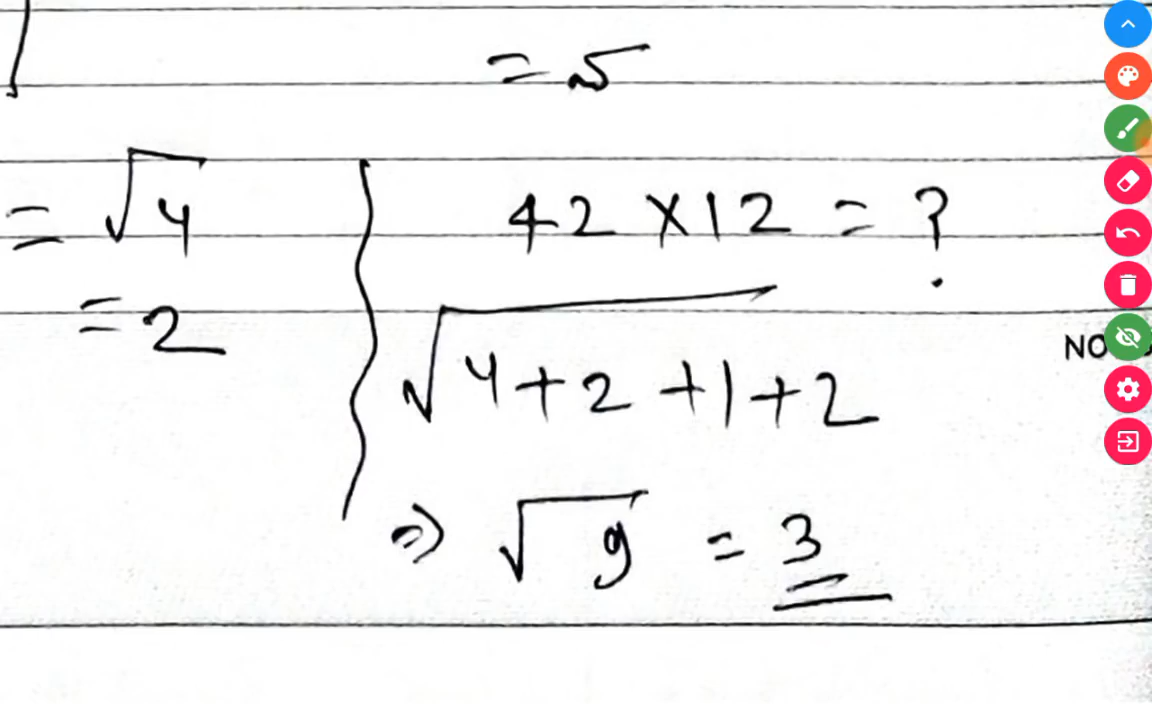 = 5
= √4
= 2
42 × 12 = ?
√4+2+1+2
⇒ √9 = 3
NO